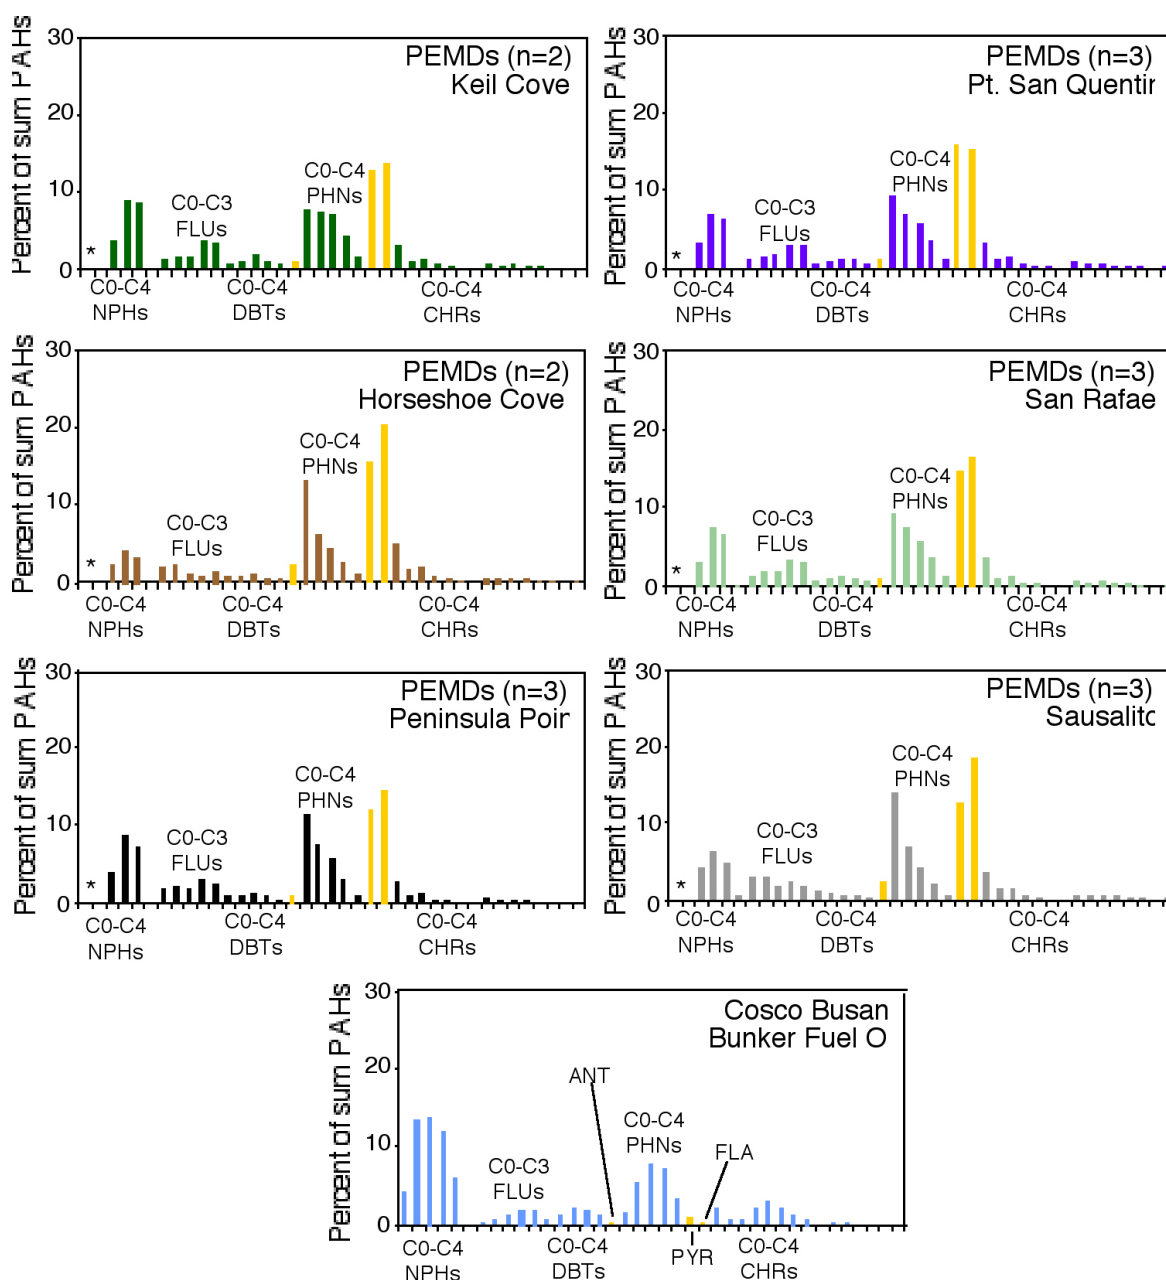 Percent of sum PAHs
30
20
10
0
PEMDs (n=2)
Keil Cove
C0-C4
PHNs
C0-C3
FLUs
*
C0-C4
NPHs
C0-C4
DBTs
C0-C4
CHRs
Percent of sum PAHs
30
20
10
0
PEMDs (n=3)
Pt. San Quentir
C0-C4
PHNs
C0-C3
FLUs
*
C0-C4
NPHs
C0-C4
DBTs
C0-C4
CHRs
Percent of sum PAHs
30
20
10
0
PEMDs (n=2)
Horseshoe Cove
C0-C4
PHNs
C0-C3
FLUs
*
C0-C4
NPHs
C0-C4
DBTs
C0-C4
CHRs
Percent of sum PAHs
30
20
10
0
PEMDs (n=3)
San Rafae
C0-C4
PHNs
C0-C3
FLUs
*
C0-C4
NPHs
C0-C4
DBTs
C0-C4
CHRs
Percent of sum PAHs
30
20
10
0
PEMDs (n=3)
Peninsula Poir
C0-C4
PHNs
C0-C3
FLUs
*
C0-C4
NPHs
C0-C4
DBTs
C0-C4
CHRs
Percent of sum PAHs
30
20
10
0
PEMDs (n=3)
Sausalitc
C0-C4
PHNs
C0-C3
FLUs
*
C0-C4
NPHs
C0-C4
DBTs
C0-C4
CHRs
Percent of sum PAHs
30
20
10
0
Cosco Busan
Bunker Fuel O
ANT
C0-C4
PHNs
FLA
C0-C3
FLUs
C0-C4
NPHs
C0-C4
DBTs
PYR
C0-C4
CHRs